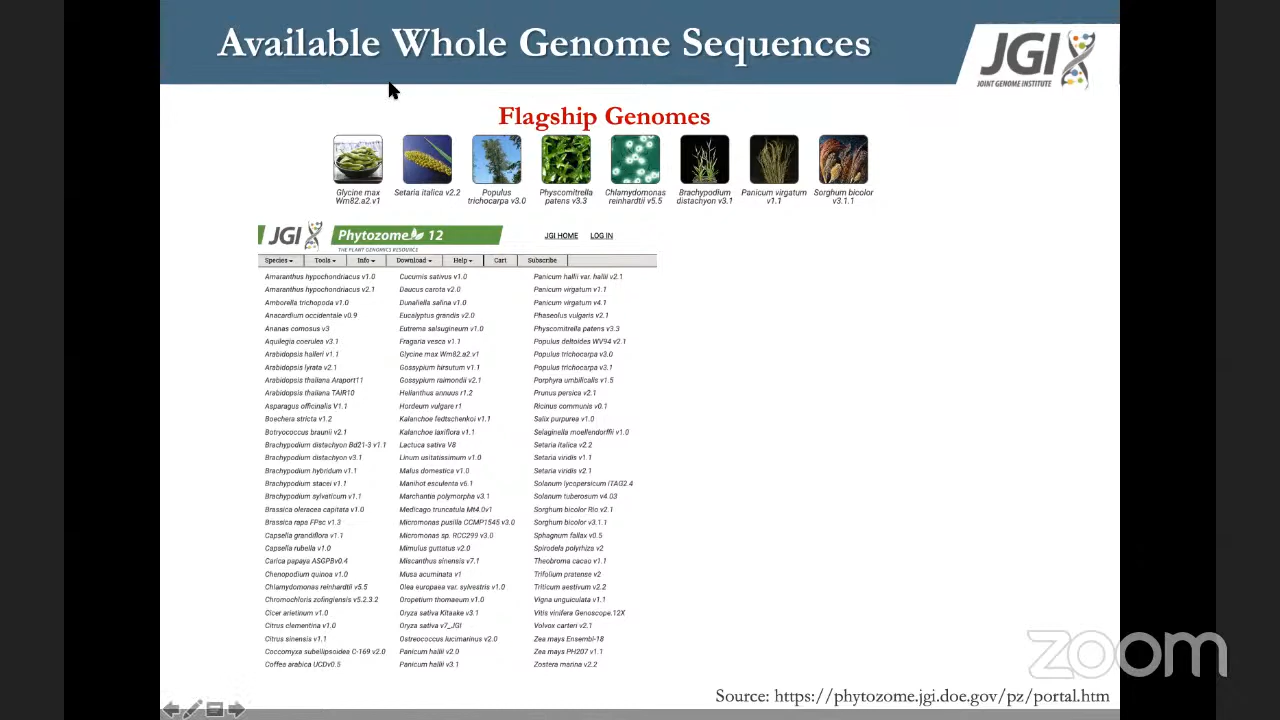 Available Whole Genome Sequences
JGI
JOINT GENOME INSTITUTE
Flagship Genomes
Glycine max
Wm82.a2.v1
Setaria italica v2.2
Populus
trichocarpa v3.0
Physcomitrella
patens v3.3
Chlamydomonas
reinhardtii v5.5
Brachypodium
distachyon v3.1
Panicum virgatum
v1.1
Sorghum bicolor
v3.1.1
JGI
Phytozome 12
THE PLANT GENOMICS RESOURCE
JGI HOME LOG IN
Species Tools Info Download Help Cart Subscribe
Amaranthus hypochondriacus v1.0
Amaranthus hypochondriacus v2.1
Amborella trichopoda v1.0
Anacardium occidentale v0.9
Ananas comosus v3
Aquilegia coerulea v3.1
Arabidopsis halleri v1.1
Arabidopsis lyrata v2.1
Arabidopsis thaliana Araport11
Arabidopsis thaliana TAIR10
Asparagus officinalis V1.1
Boechera stricta v1.2
Botryococcus braunii v2.1
Brachypodium distachyon Bd21-3 v1.1
Brachypodium distachyon v3.1
Brachypodium hybridum v1.1
Brachypodium stacei v1.1
Brachypodium sylvaticum v1.1
Brassica oleracea capitata v1.0
Brassica rapa FPsc v1.3
Capsella grandiflora v1.1
Capsella rubella v1.0
Carica papaya ASGPBv0.4
Chenopodium quinoa v1.0
Chlamydomonas reinhardtii v5.5
Chromochloris zofingiensis v5.2.3.2
Cicer arietinum v1.0
Citrus clementina v1.0
Citrus sinensis v1.1
Coccomyxa subellipsoidea C-169 v2.0
Coffea arabica UCDv0.5
Cucumis sativus v1.0
Daucus carota v2.0
Dunaliella salina v1.0
Eucalyptus grandis v2.0
Eutrema salsugineum v1.0
Fragaria vesca v1.1
Glycine max Wm82.a2.v1
Gossypium hirsutum v1.1
Gossypium raimondii v2.1
Helianthus annuus r1.2
Hordeum vulgare r1
Kalanchoe fedtschenkoi v1.1
Kalanchoe laxiflora v1.1
Lactuca sativa V8
Linum usitatissimum v1.0
Malus domestica v1.0
Manihot esculenta v6.1
Marchantia polymorpha v3.1
Medicago truncatula Mt4.0v1
Micromonas pusilla CCMP1545 v3.0
Micromonas sp. RCC299 v3.0
Mimulus guttatus v2.0
Miscanthus sinensis v7.1
Musa acuminata v1
Olea europaea var. sylvestris v1.0
Oropetium thomaeum v1.0
Oryza sativa Kitaake v3.1
Oryza sativa v7_JGI
Ostreococcus lucimarinus v2.0
Panicum hallii v2.0
Panicum hallii v3.1
Panicum hallii var. hallii v2.1
Panicum virgatum v1.1
Panicum virgatum v4.1
Phaseolus vulgaris v2.1
Physcomitrella patens v3.3
Populus deltoides WV94 v2.1
Populus trichocarpa v3.0
Populus trichocarpa v3.1
Porphyra umbilicalis v1.5
Prunus persica v2.1
Ricinus communis v0.1
Salix purpurea v1.0
Selaginella moellendorffii v1.0
Setaria italica v2.2
Setaria viridis v1.1
Setaria viridis v2.1
Solanum lycopersicum iTAG2.4
Solanum tuberosum v4.03
Sorghum bicolor Rio v2.1
Sorghum bicolor v3.1.1
Sphagnum fallax v0.5
Spirodela polyrhiza v2
Theobroma cacao v1.1
Trifolium pratense v2
Triticum aestivum v2.2
Vigna unguiculata v1.1
Vitis vinifera Genoscope.12X
Volvox carteri v2.1
Zea mays Ensembl-18
Zea mays PH207 v1.1
Zostera marina v2.2
zoom
Source: https://phytozome.jgi.doe.gov/pz/portal.htm